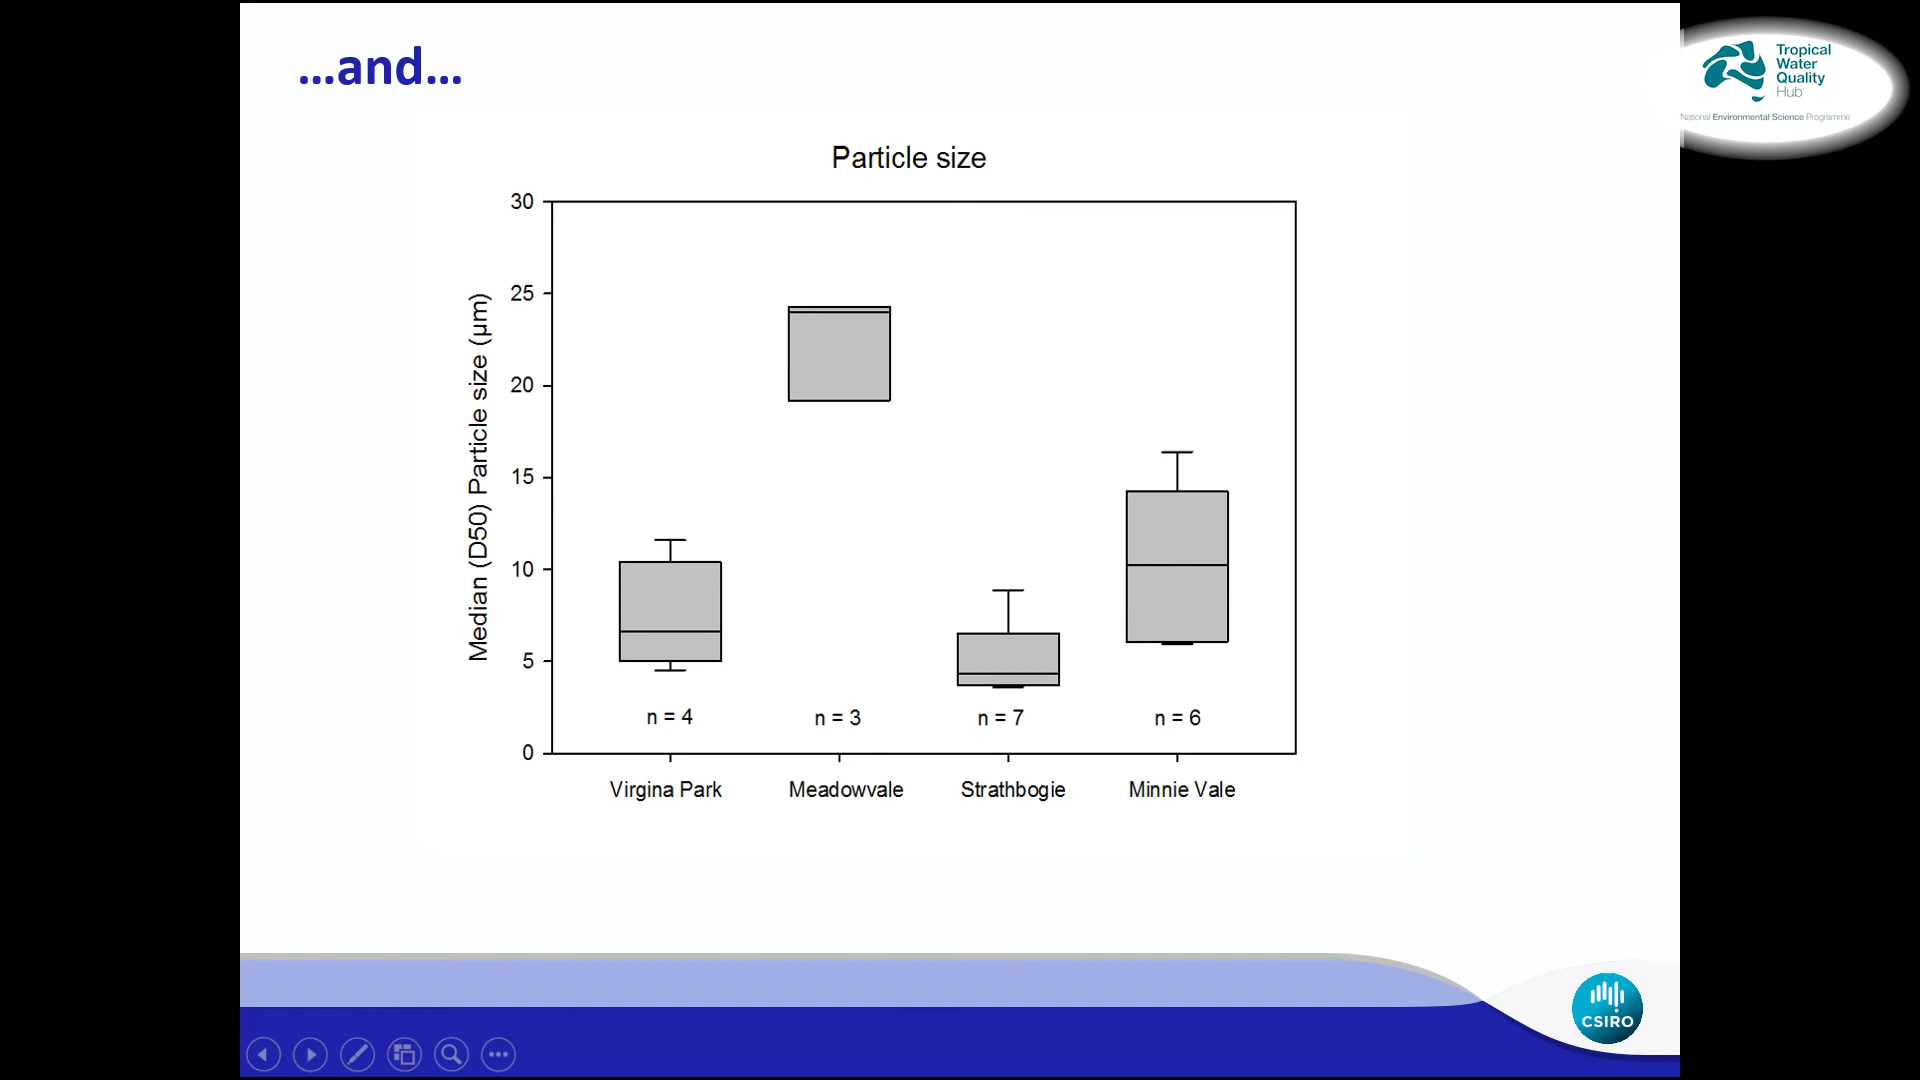 ...and...
Tropical
Water
Quality
Hub
National Environmental Science Programme
Particle size
30
25
20
15
10
5
0
Median (D50) Particle size (μm)
n = 4
n = 3
n = 7
n = 6
Virgina Park
Meadowvale
Strathbogie
Minnie Vale
CSIRO